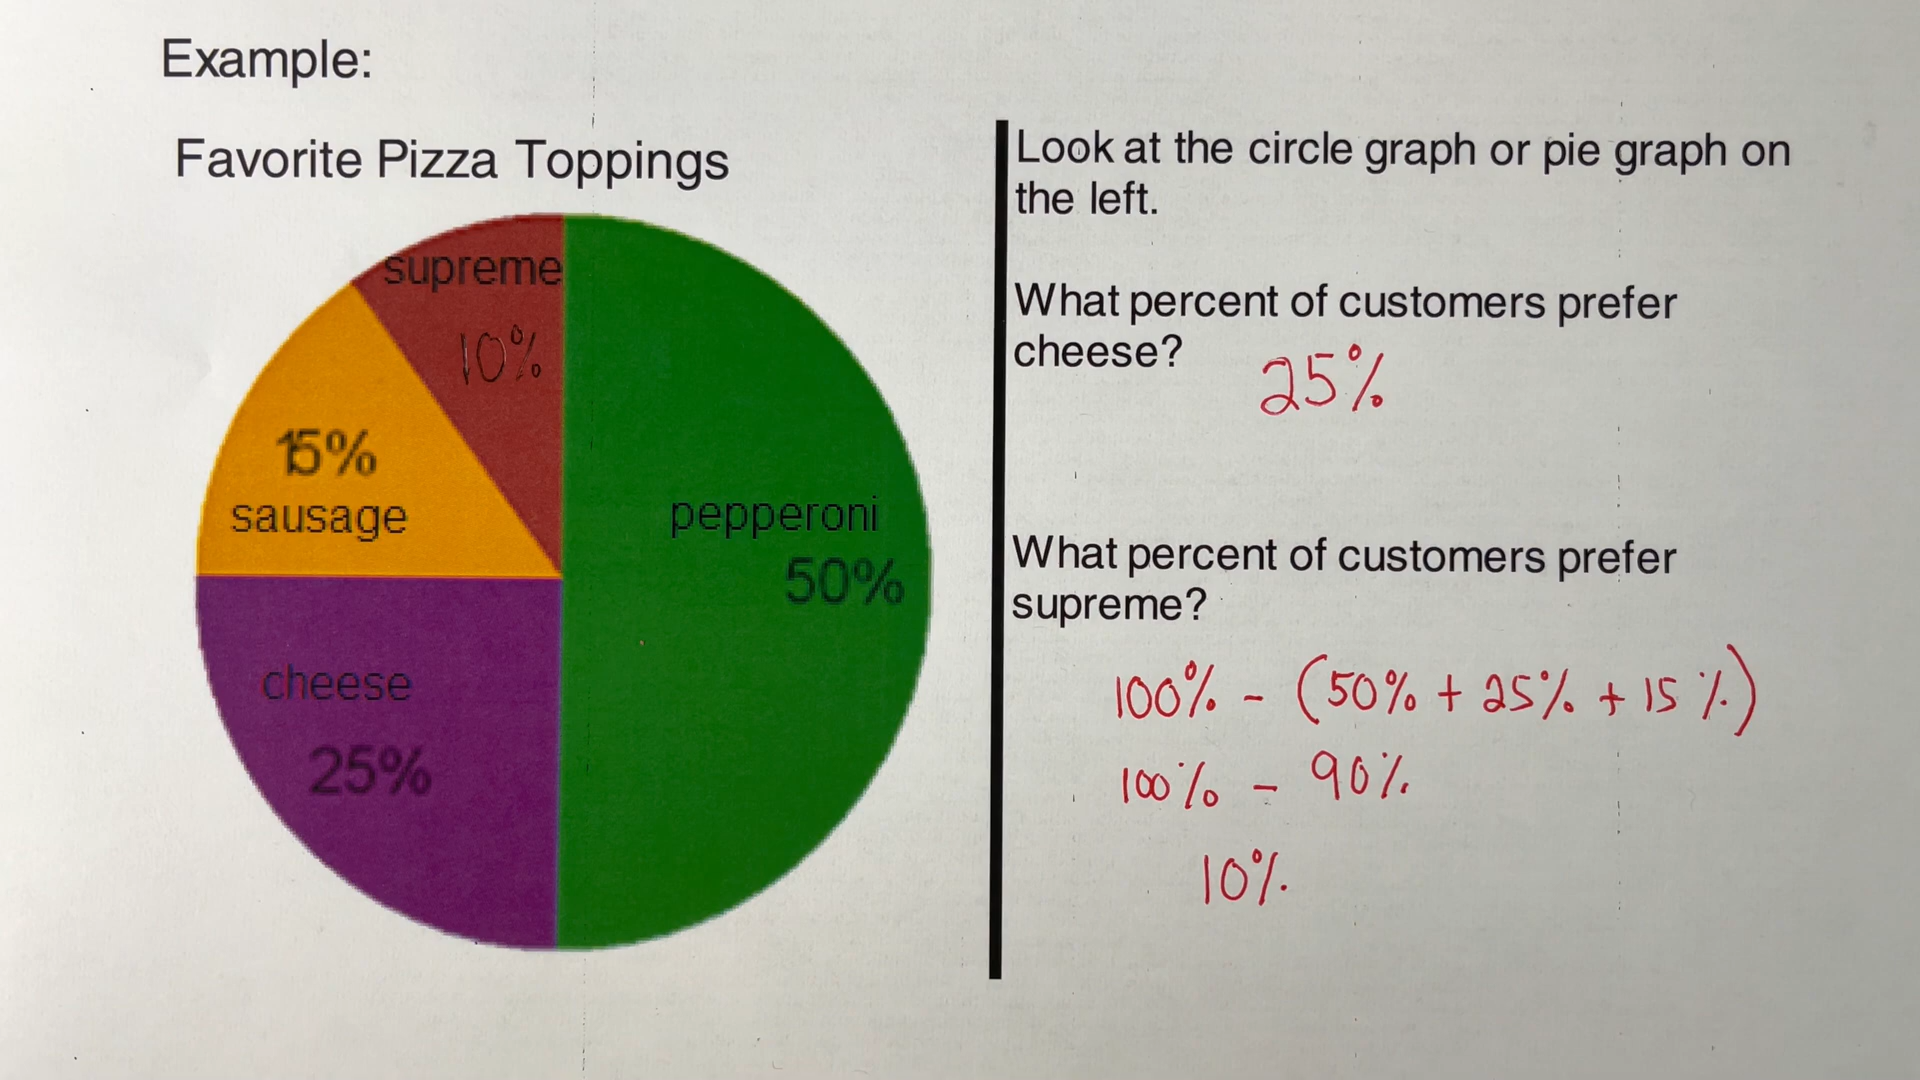 Example:
Favorite Pizza Toppings
supreme
10%
15%
sausage
pepperoni
50%
cheese
25%
Look at the circle graph or pie graph on
the left.
What percent of customers prefer
cheese?
25%
What percent of customers prefer
supreme?
100% - (50% + 25% + 15%)
100% - 90%
10%